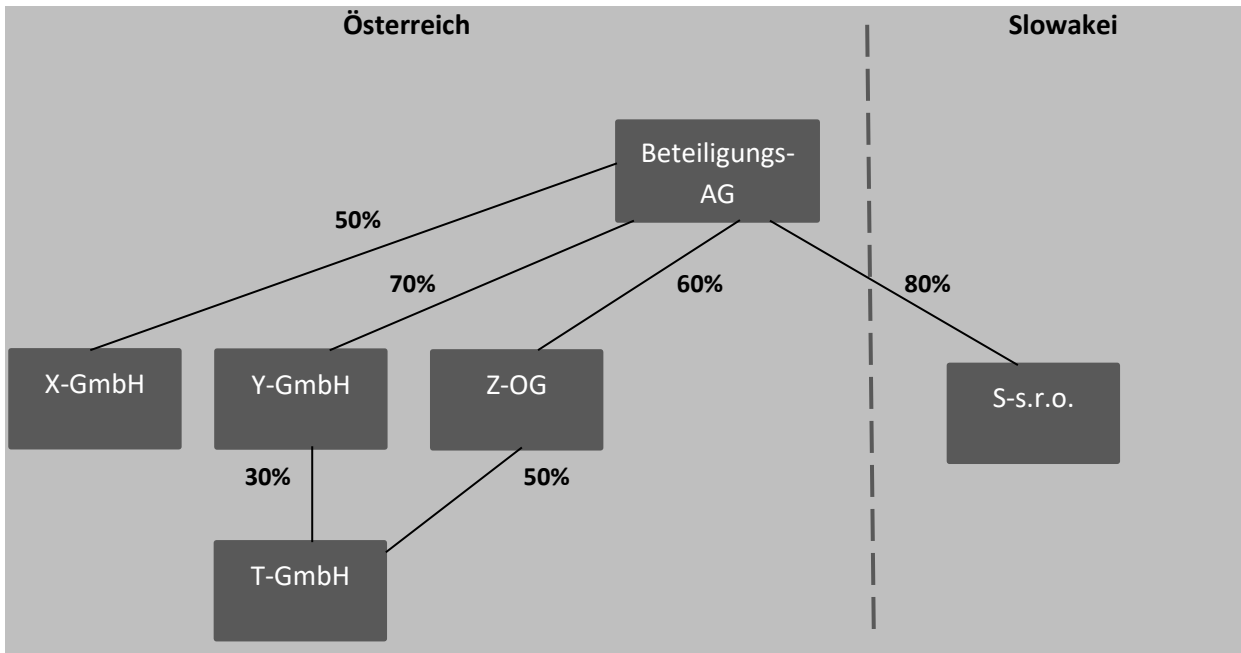 Österreich
Slowakei
Beteiligungs-
AG
50%
70%
60%
80%
X-GmbH
Y-GmbH
Z-OG
S-s.r.o.
30%
50%
T-GmbH